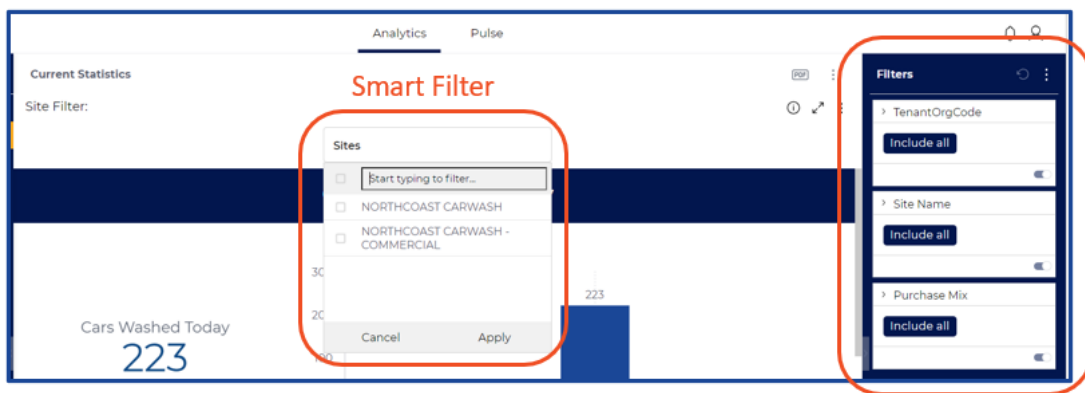 Analytics Pulse
Current Statistics
PDF
Smart Filter
Site Filter:
Sites
Start typing to filter...
NORTHCOAST CARWASH
NORTHCOAST CARWASH -
COMMERCIAL
Cancel Apply
223
Cars Washed Today
223
Filters
TenantOrgCode
Include all
Site Name
Include all
Purchase Mix
Include all